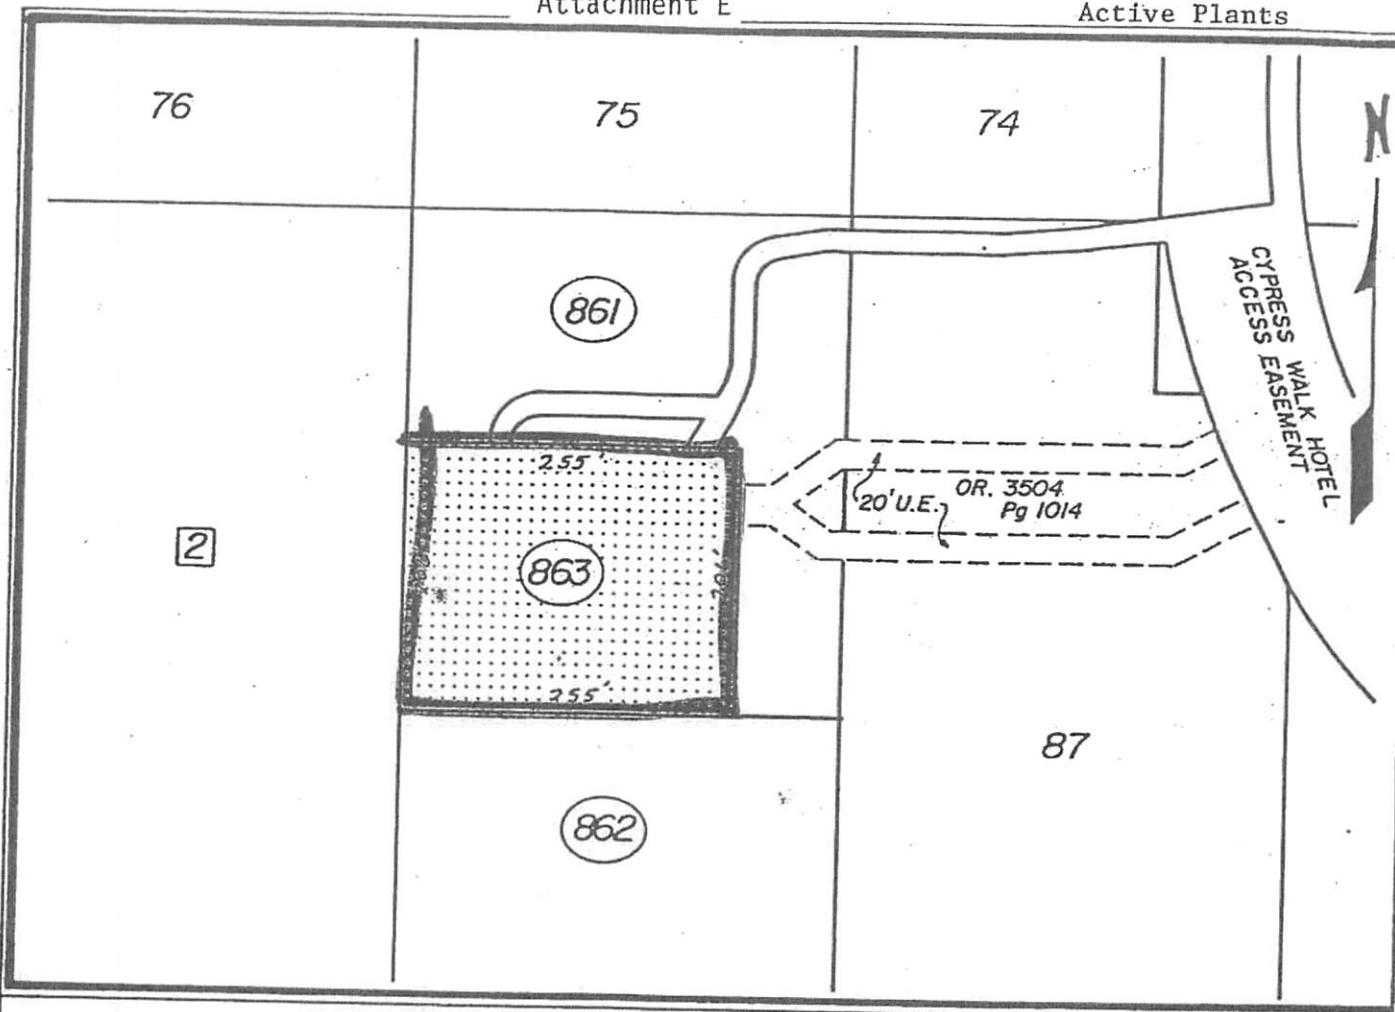 Attachment E
Active Plants
76
75
74
N
861
CYPRESS WALK HOTEL
ACCESS EASEMENT
255'
20' U.E.
OR. 3504
Pg 1014
2
863
255'
87
862